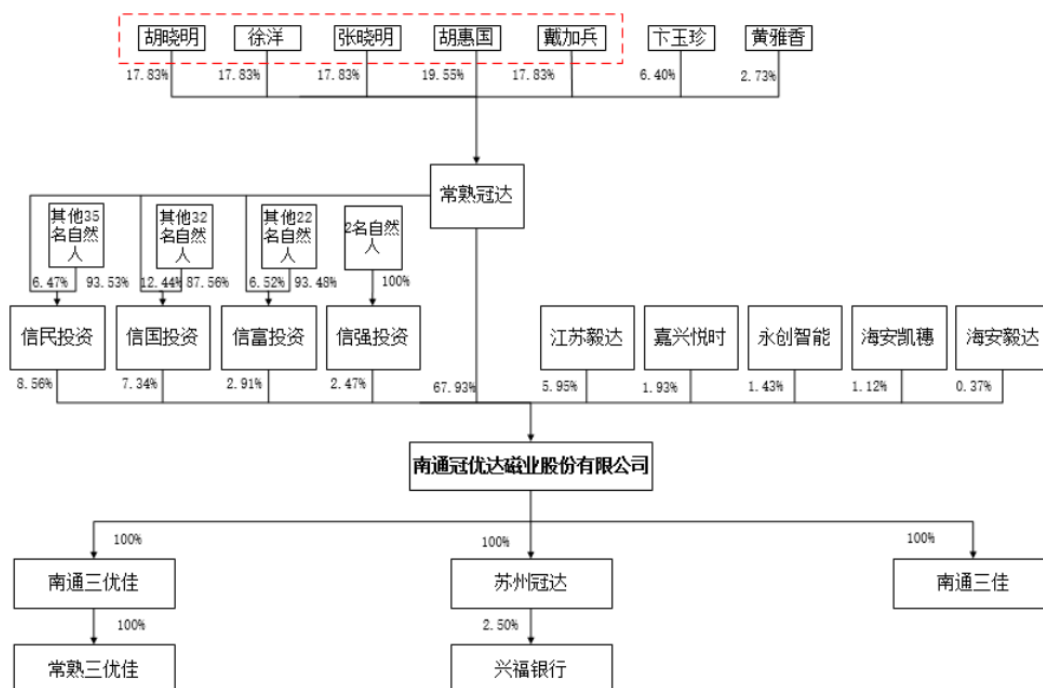 胡晓明 徐洋 张晓明 胡惠国 戴加兵 卞玉珍 黄雅香
17.83% 17.83% 17.83% 19.55% 17.83% 6.40% 2.73%
常熟冠达
其他35
名自然
人
其他32
名自然
人
其他22
名自然
人
2名自然
人
6.47% 93.53% 12.44% 87.56% 6.52% 93.48% 100%
信民投资 信国投资 信富投资 信强投资 江苏毅达 嘉兴悦时 永创智能 海安凯穗 海安毅达
8.56% 7.34% 2.91% 2.47% 67.93% 5.95% 1.93% 1.43% 1.12% 0.37%
南通冠优达磁业股份有限公司
100% 100% 100%
南通三优佳 苏州冠达 南通三佳
100% 2.50%
常熟三优佳 兴福银行